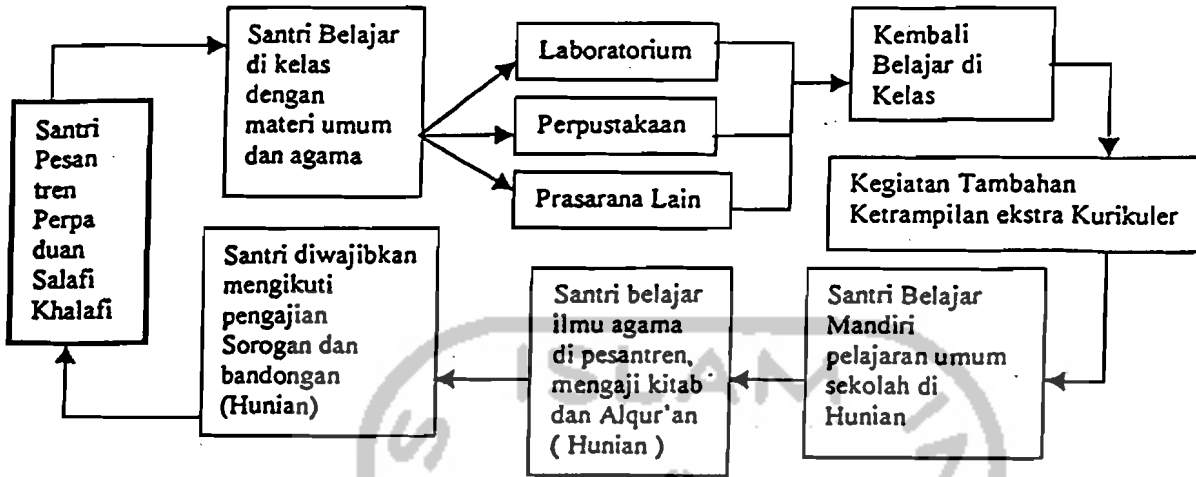 Santri
Pesan
tren
Perpa
duan
Salafi
Khalafi
Santri Belajar
di kelas
dengan
materi umum
dan agama
Laboratorium
Perpustakaan
Prasarana Lain
Kembali
Belajar di
Kelas
Kegiatan Tambahan
Ketrampilan ekstra Kurikuler
Santri Belajar
Mandiri
pelajaran umum
sekolah di
Hunian
Santri belajar
ilmu agama
di pesantren,
mengaji kitab
dan Alqur'an
( Hunian )
Santri diwajibkan
mengikuti
pengajian
Sorogan dan
bandongan
(Hunian)
S ISLAM IN